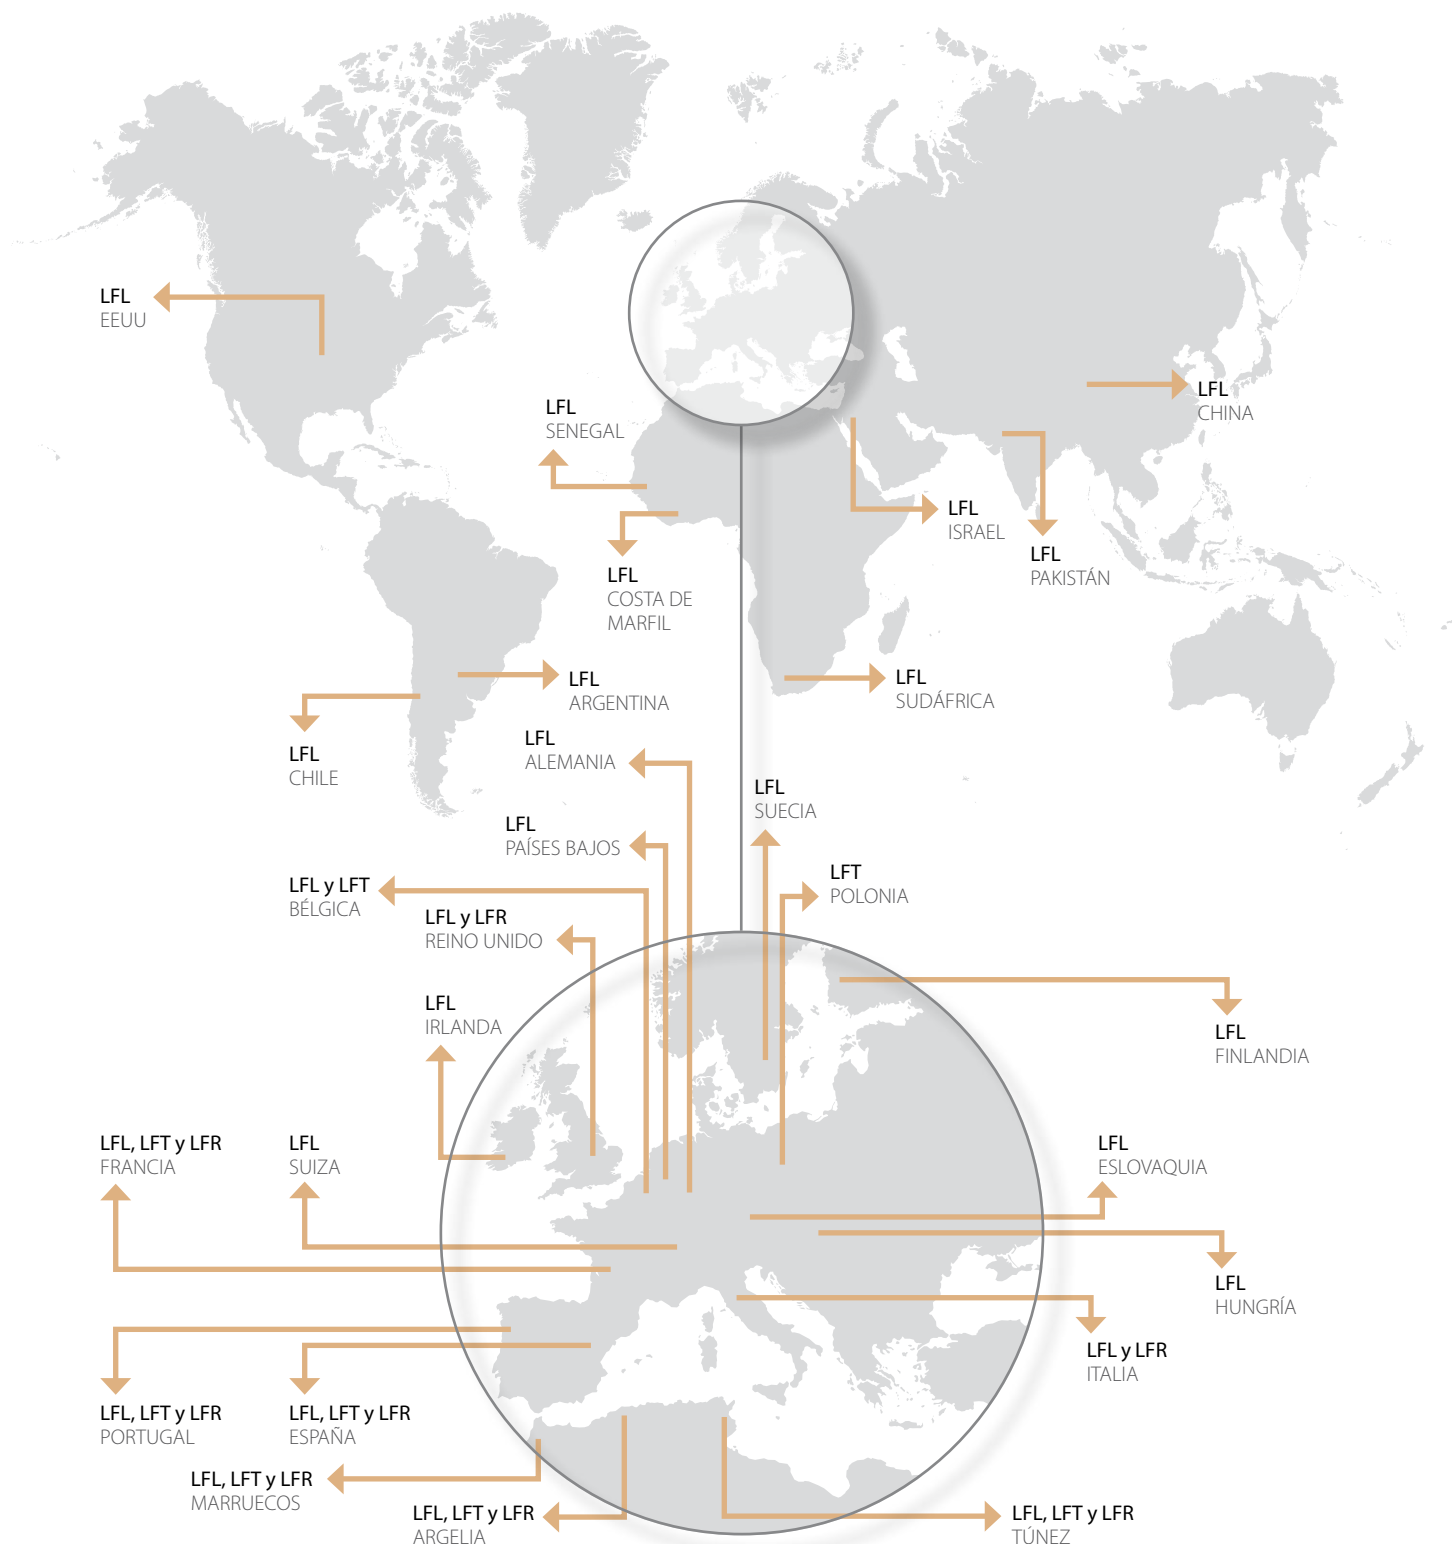 LFL
EEUU
LFL
CHINA
LFL
SENEGAL
LFL
ISRAEL
LFL
PAKISTÁN
LFL
COSTA DE
MARFIL
LFL
ARGENTINA
LFL
SUDÁFRICA
LFL
CHILE
LFL
ALEMANIA
LFL
SUECIA
LFL
PAÍSES BAJOS
LFT
POLONIA
LFL y LFT
BÉLGICA
LFL y LFR
REINO UNIDO
LFL
IRLANDA
LFL
FINLANDIA
LFL, LFT y LFR
FRANCIA
LFL
SUIZA
LFL
ESLOVAQUIA
LFL
HUNGRÍA
LFL y LFR
ITALIA
LFL, LFT y LFR
PORTUGAL
LFL, LFT y LFR
ESPAÑA
LFL, LFT y LFR
MARRUECOS
LFL, LFT y LFR
ARGELIA
LFL, LFT y LFR
TÚNEZ